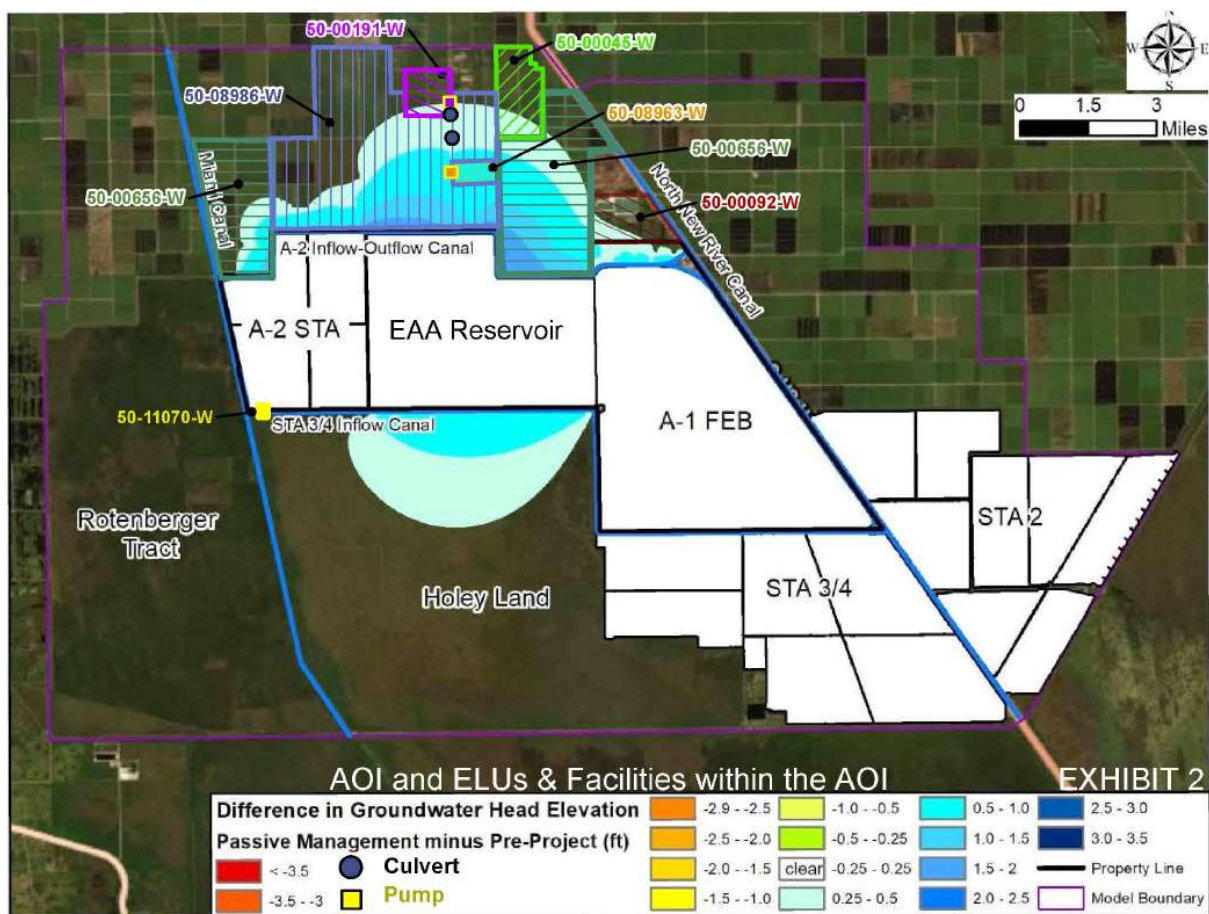 50-00191-W
50-00045-W
N
W E
S
50-08986-W
50-08963-W
0 1.5 3
Miles
50-00656-W
Miami Canal
50-00656-W
North New River Canal
50-00092-W
A-2 Inflow-Outflow Canal
A-2 STA
EAA Reservoir
50-11070-W
STA 3/4 Inflow Canal
A-1 FEB
Rotenberger
Tract
STA 2
Holey Land
STA 3/4
AOI and ELUs & Facilities within the AOI
EXHIBIT 2
Difference in Groundwater Head Elevation
Passive Management minus Pre-Project (ft)
< -3.5
-3.5 - -3
Culvert
Pump
-2.9 - -2.5
-2.5 - -2.0
-2.0 - -1.5
-1.5 - -1.0
-1.0 - -0.5
-0.5 - -0.25
clear -0.25 - 0.25
0.25 - 0.5
0.5 - 1.0
1.0 - 1.5
1.5 - 2
2.0 - 2.5
2.5 - 3.0
3.0 - 3.5
Property Line
Model Boundary